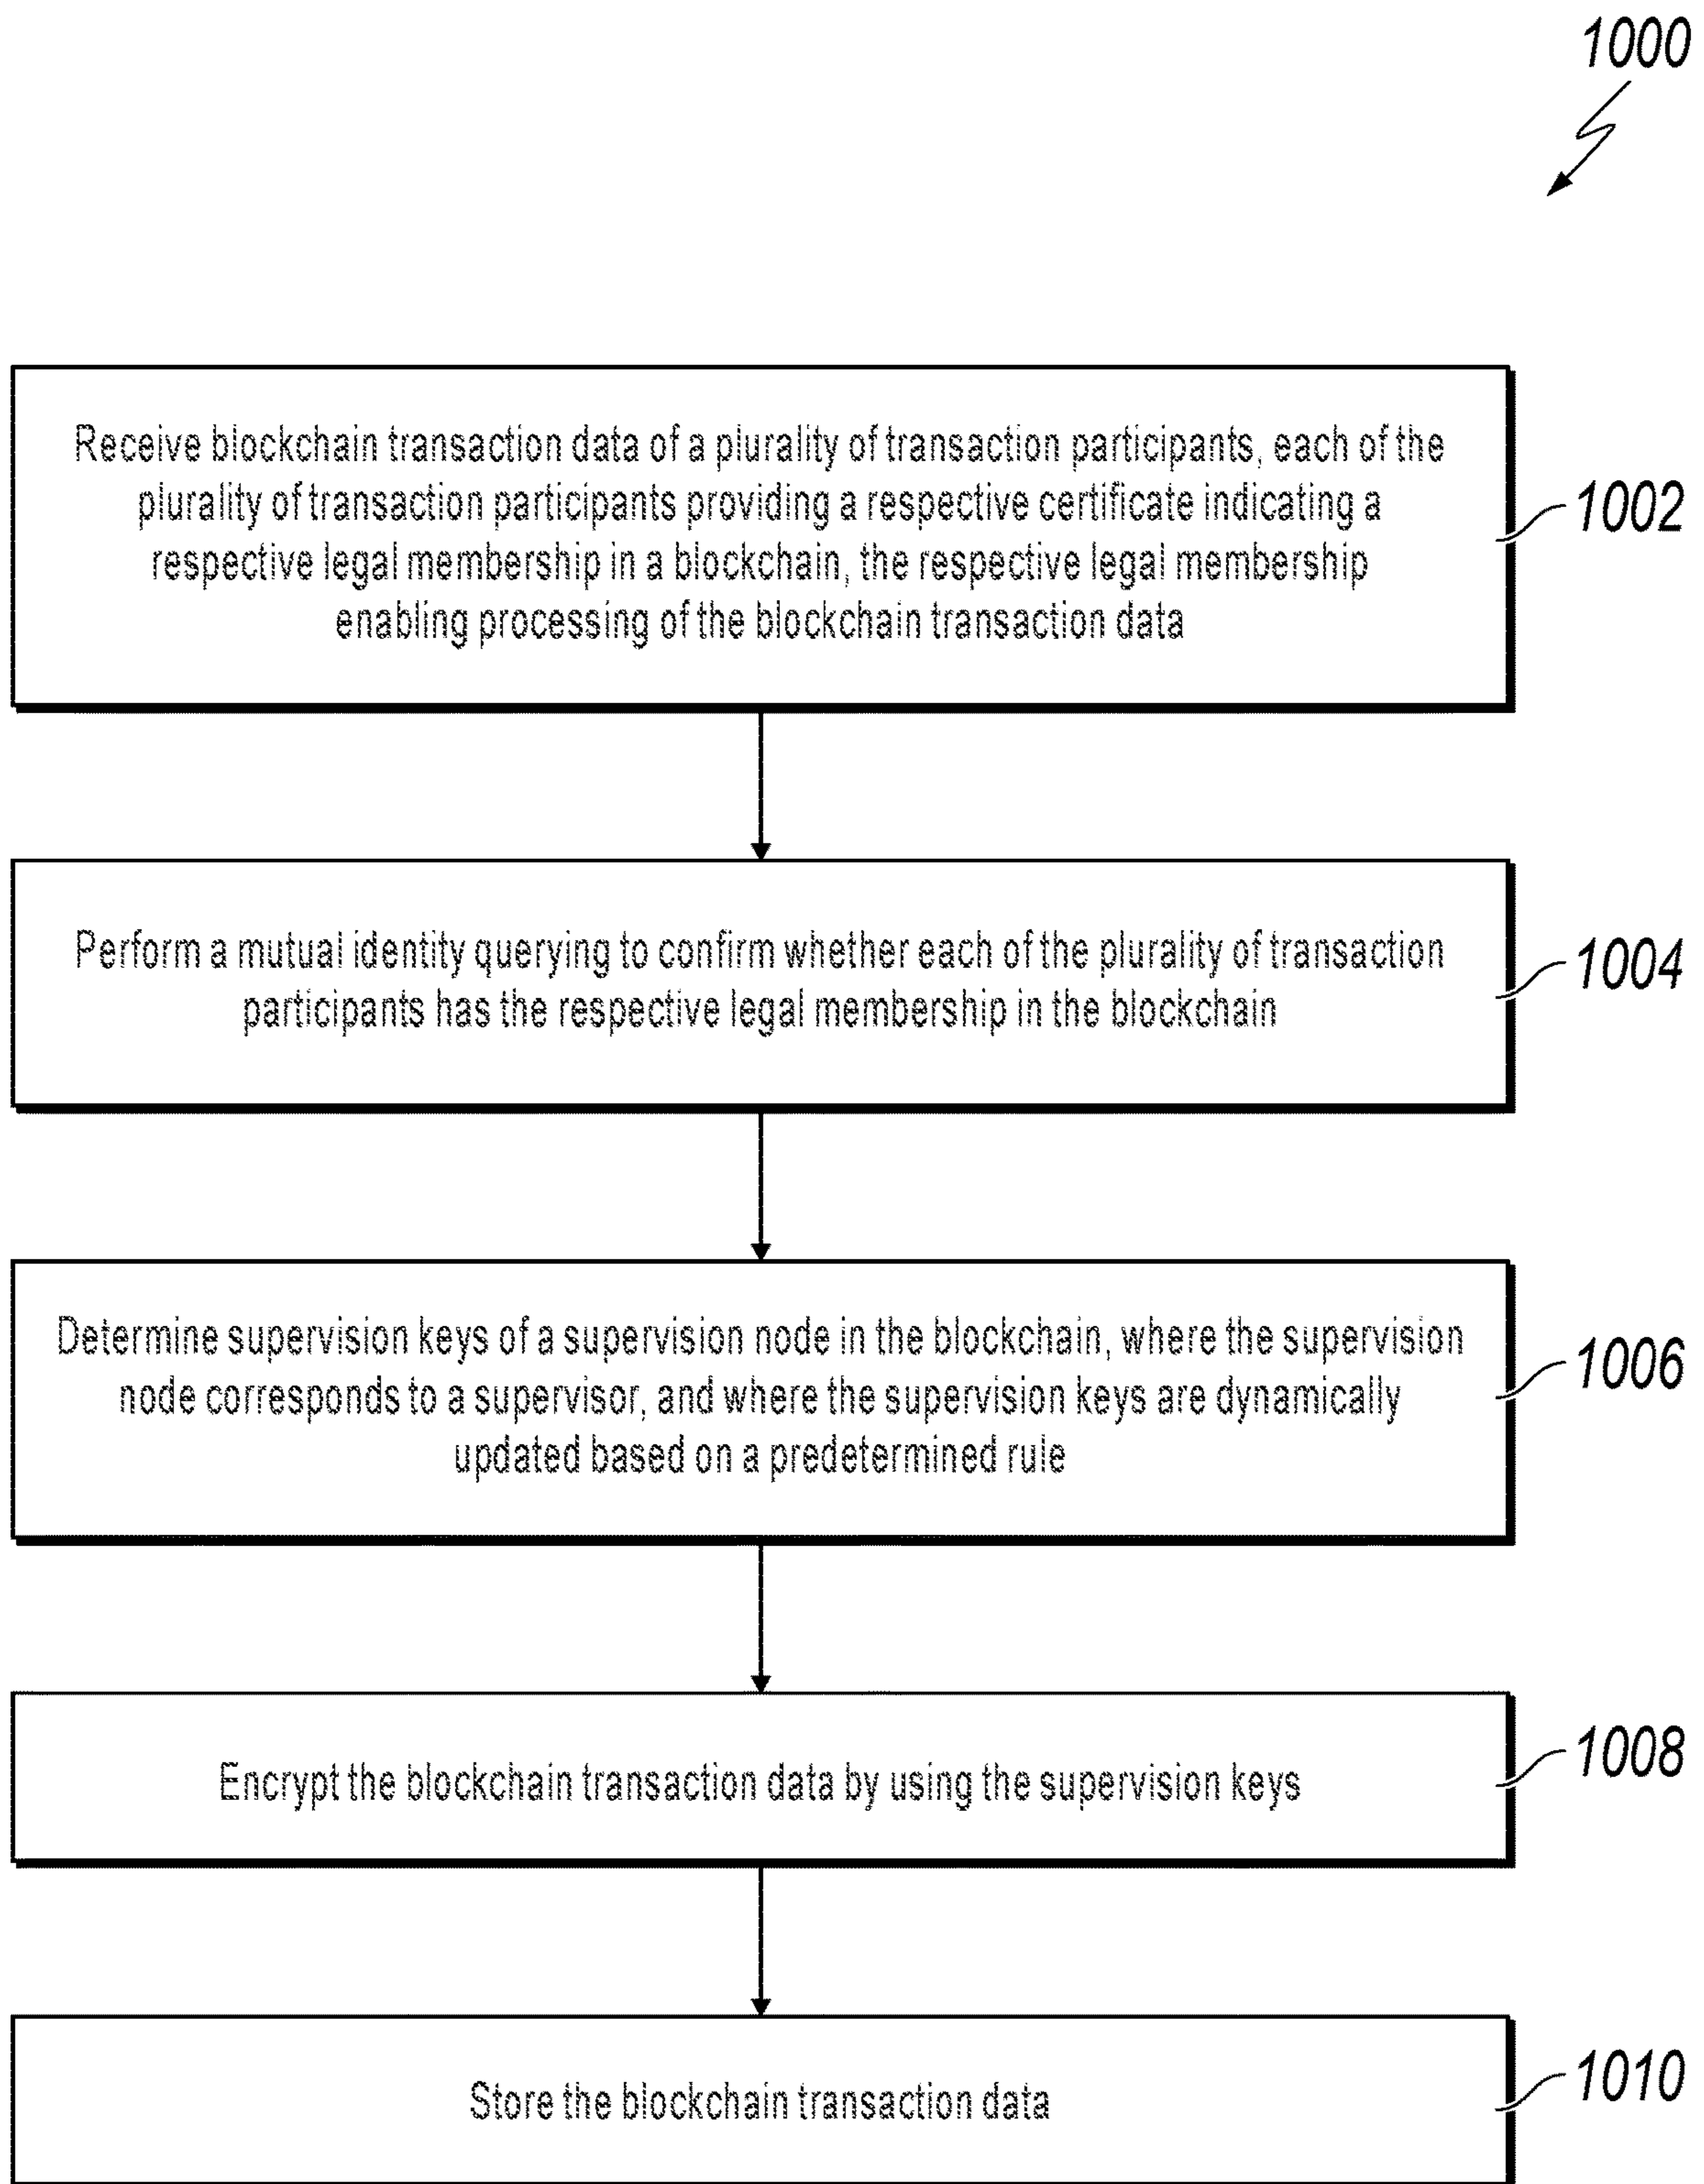 1000
Receive blockchain transaction data of a plurality of transaction participants, each of the
plurality of transaction participants providing a respective certificate indicating a
respective legal membership in a blockchain, the respective legal membership
enabling processing of the blockchain transaction data
1002
Perform a mutual identity querying to confirm whether each of the plurality of transaction
participants has the respective legal membership in the blockchain
1004
Determine supervision keys of a supervision node in the blockchain, where the supervision
node corresponds to a supervisor, and where the supervision keys are dynamically
updated based on a predetermined rule
1006
Encrypt the blockchain transaction data by using the supervision keys
1008
Store the blockchain transaction data
1010